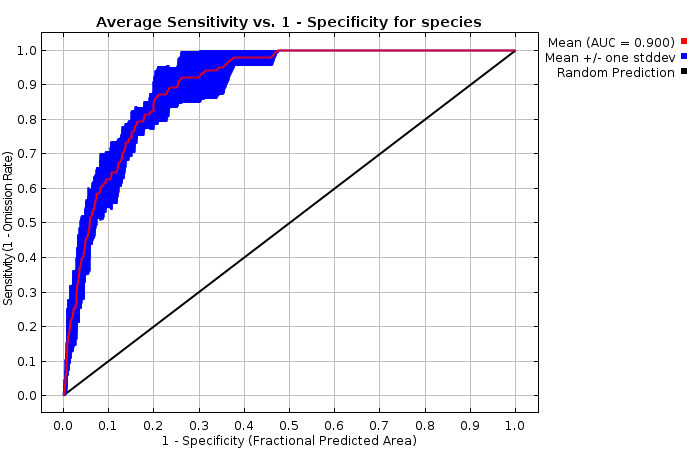 Average Sensitivity vs. 1 - Specificity for species
Mean (AUC = 0.900)
Mean +/- one stddev
Random Prediction
Sensitivity (1 - Omission Rate)
1.0
0.9
0.8
0.7
0.6
0.5
0.4
0.3
0.2
0.1
0.0
0.0 0.1 0.2 0.3 0.4 0.5 0.6 0.7 0.8 0.9 1.0
1 - Specificity (Fractional Predicted Area)